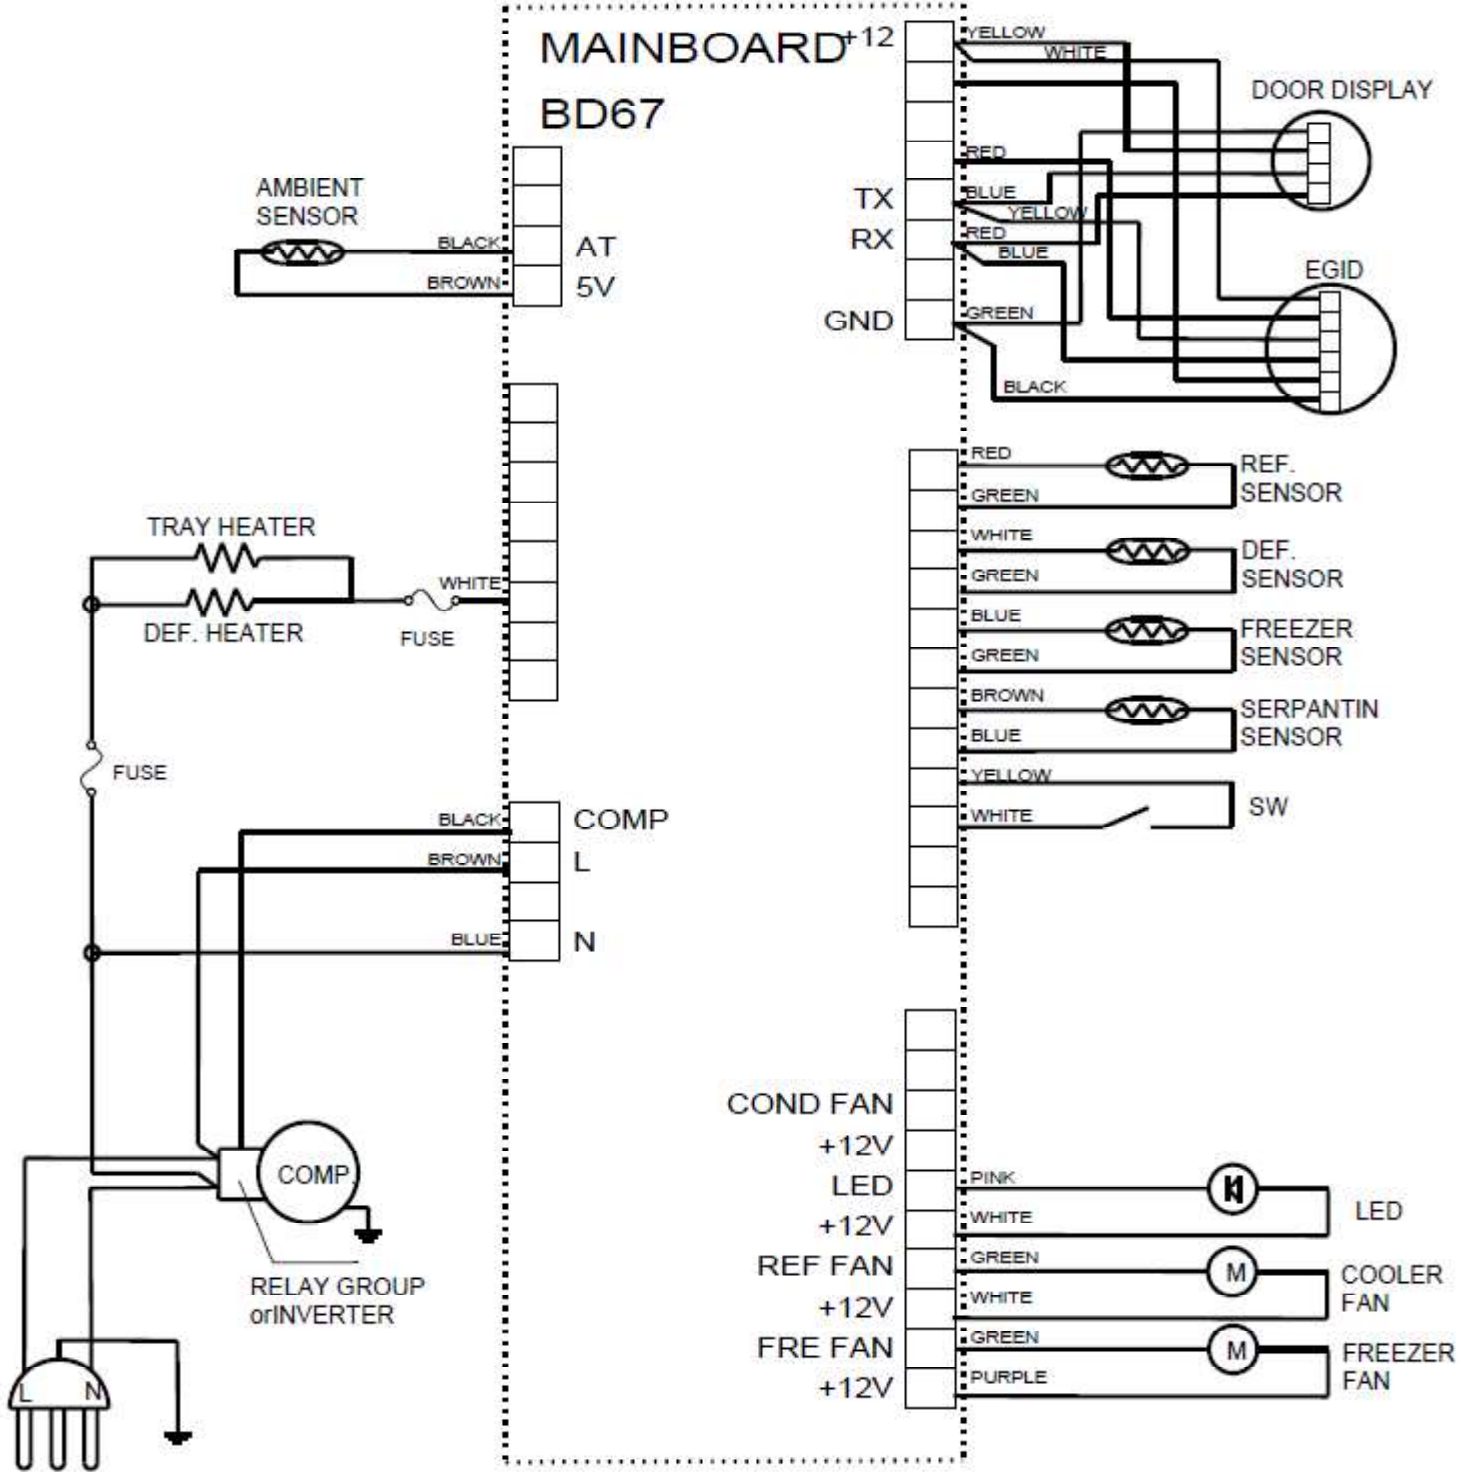 MAINBOARD
BD67
AMBIENT
SENSOR
BLACK
AT
BROWN
5V
TRAY HEATER
WHITE
DEF. HEATER
FUSE
FUSE
BLACK
COMP
BROWN
L
BLUE
N
COMP
RELAY GROUP
orINVERTER
L
N
+12
YELLOW
WHITE
DOOR DISPLAY
RED
TX
BLUE
YELLOW
RX
RED
BLUE
EGID
GND
GREEN
BLACK
RED
REF.
SENSOR
GREEN
WHITE
DEF.
SENSOR
GREEN
BLUE
FREEZER
SENSOR
GREEN
BROWN
SERPANTIN
SENSOR
BLUE
YELLOW
SW
WHITE
COND FAN
+12V
LED
PINK
LED
+12V
WHITE
REF FAN
GREEN
M
COOLER
FAN
+12V
WHITE
FRE FAN
GREEN
M
FREEZER
FAN
+12V
PURPLE